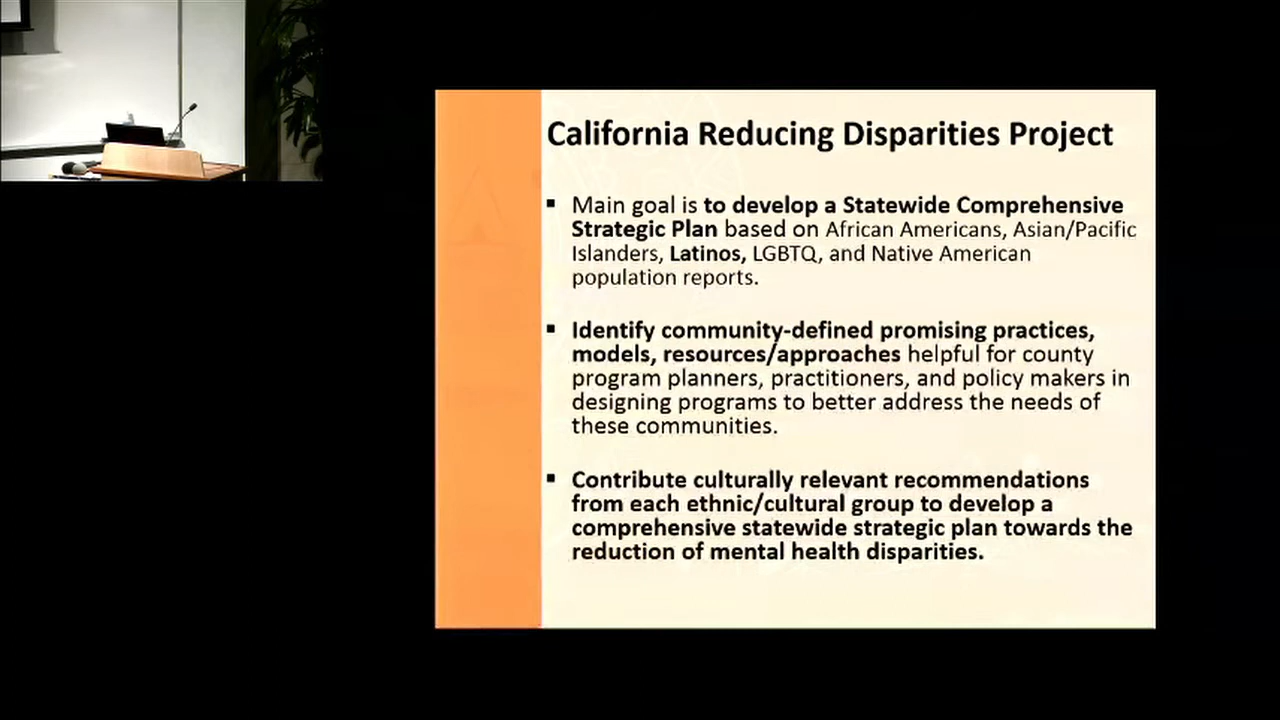 California Reducing Disparities Project
▪ Main goal is to develop a Statewide Comprehensive
Strategic Plan based on African Americans, Asian/Pacific
Islanders, Latinos, LGBTQ, and Native American
population reports.
▪ Identify community-defined promising practices,
models, resources/approaches helpful for county
program planners, practitioners, and policy makers in
designing programs to better address the needs of
these communities.
▪ Contribute culturally relevant recommendations
from each ethnic/cultural group to develop a
comprehensive statewide strategic plan towards the
reduction of mental health disparities.